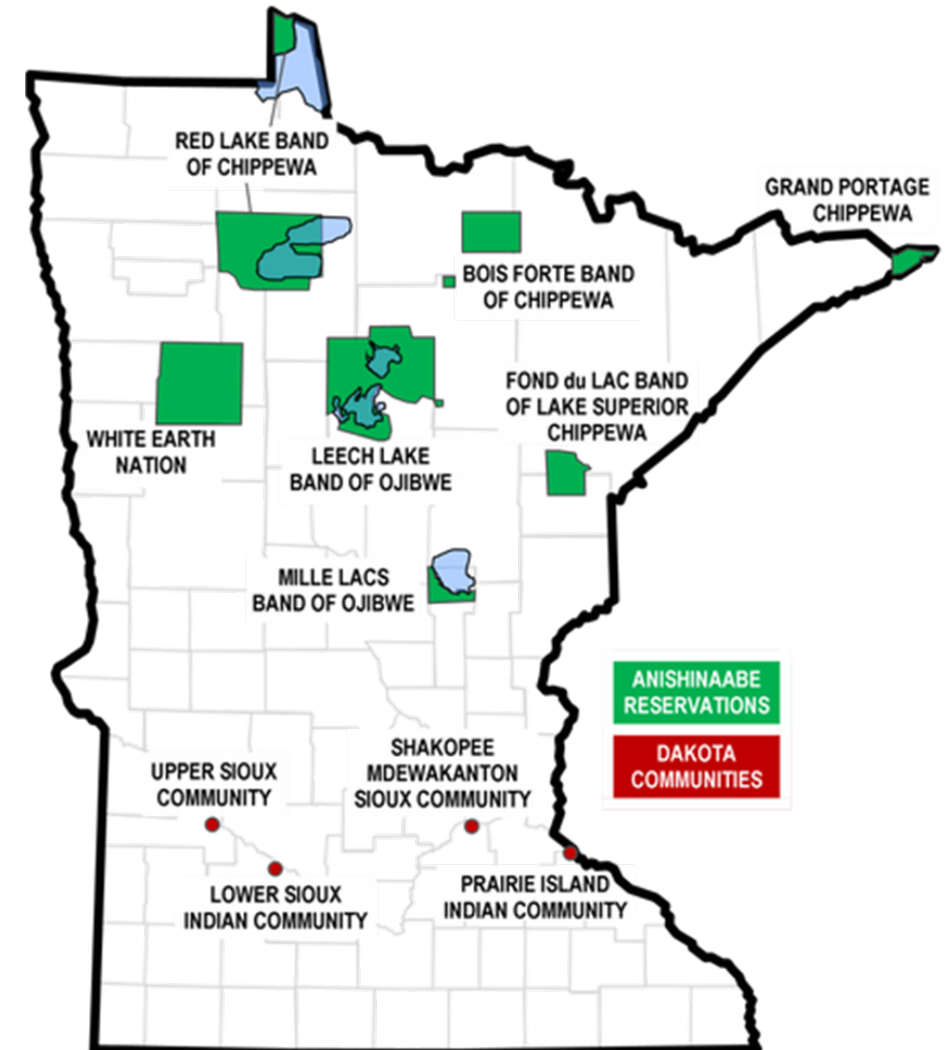 RED LAKE BAND
OF CHIPPEWA
GRAND PORTAGE
CHIPPEWA
BOIS FORTE BAND
OF CHIPPEWA
FOND du LAC BAND
OF LAKE SUPERIOR
CHIPPEWA
WHITE EARTH
NATION
LEECH LAKE
BAND OF OJIBWE
MILLE LACS
BAND OF OJIBWE
ANISHINAABE
RESERVATIONS
DAKOTA
COMMUNITIES
UPPER SIOUX
COMMUNITY
SHAKOPEE
MDEWAKANTON
SIOUX COMMUNITY
LOWER SIOUX
INDIAN COMMUNITY
PRAIRIE ISLAND
INDIAN COMMUNITY